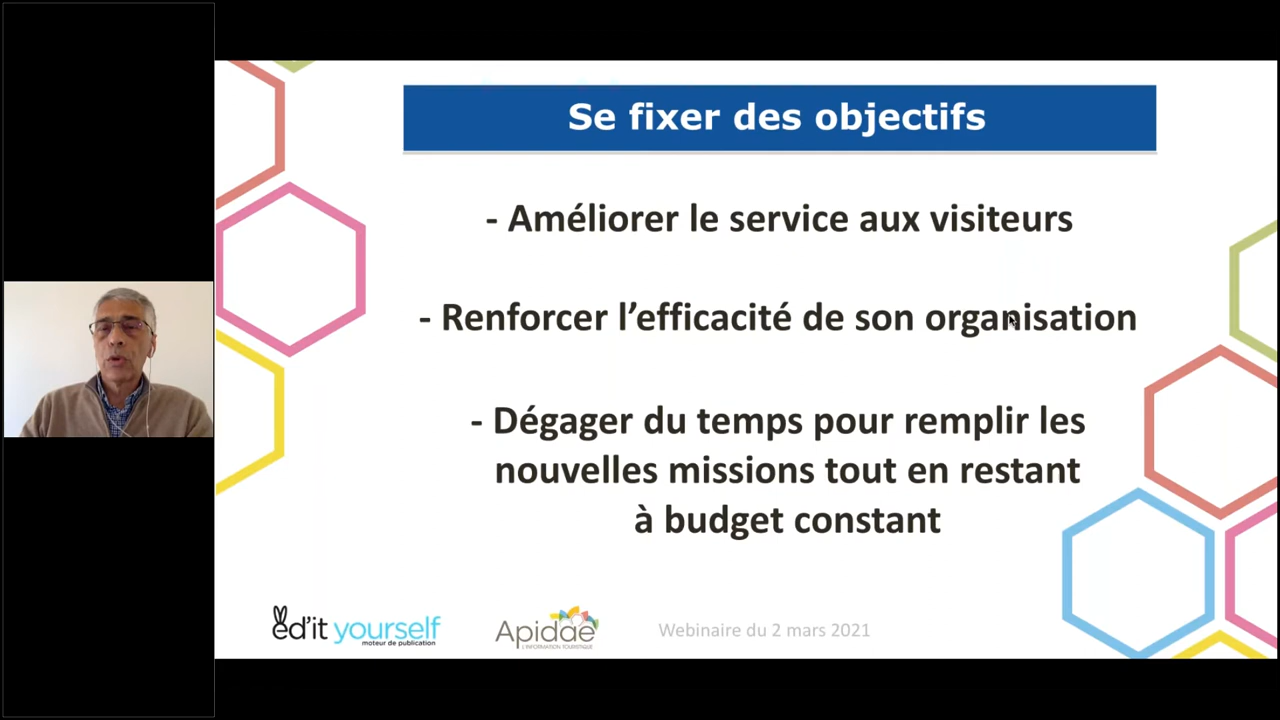 Se fixer des objectifs
- Améliorer le service aux visiteurs
- Renforcer l’efficacité de son organisation
- Dégager du temps pour remplir les
nouvelles missions tout en restant
à budget constant
ed'it yourself
moteur de publication
Apidae
L'INFORMATION TOURISTIQUE
Webinaire du 2 mars 2021